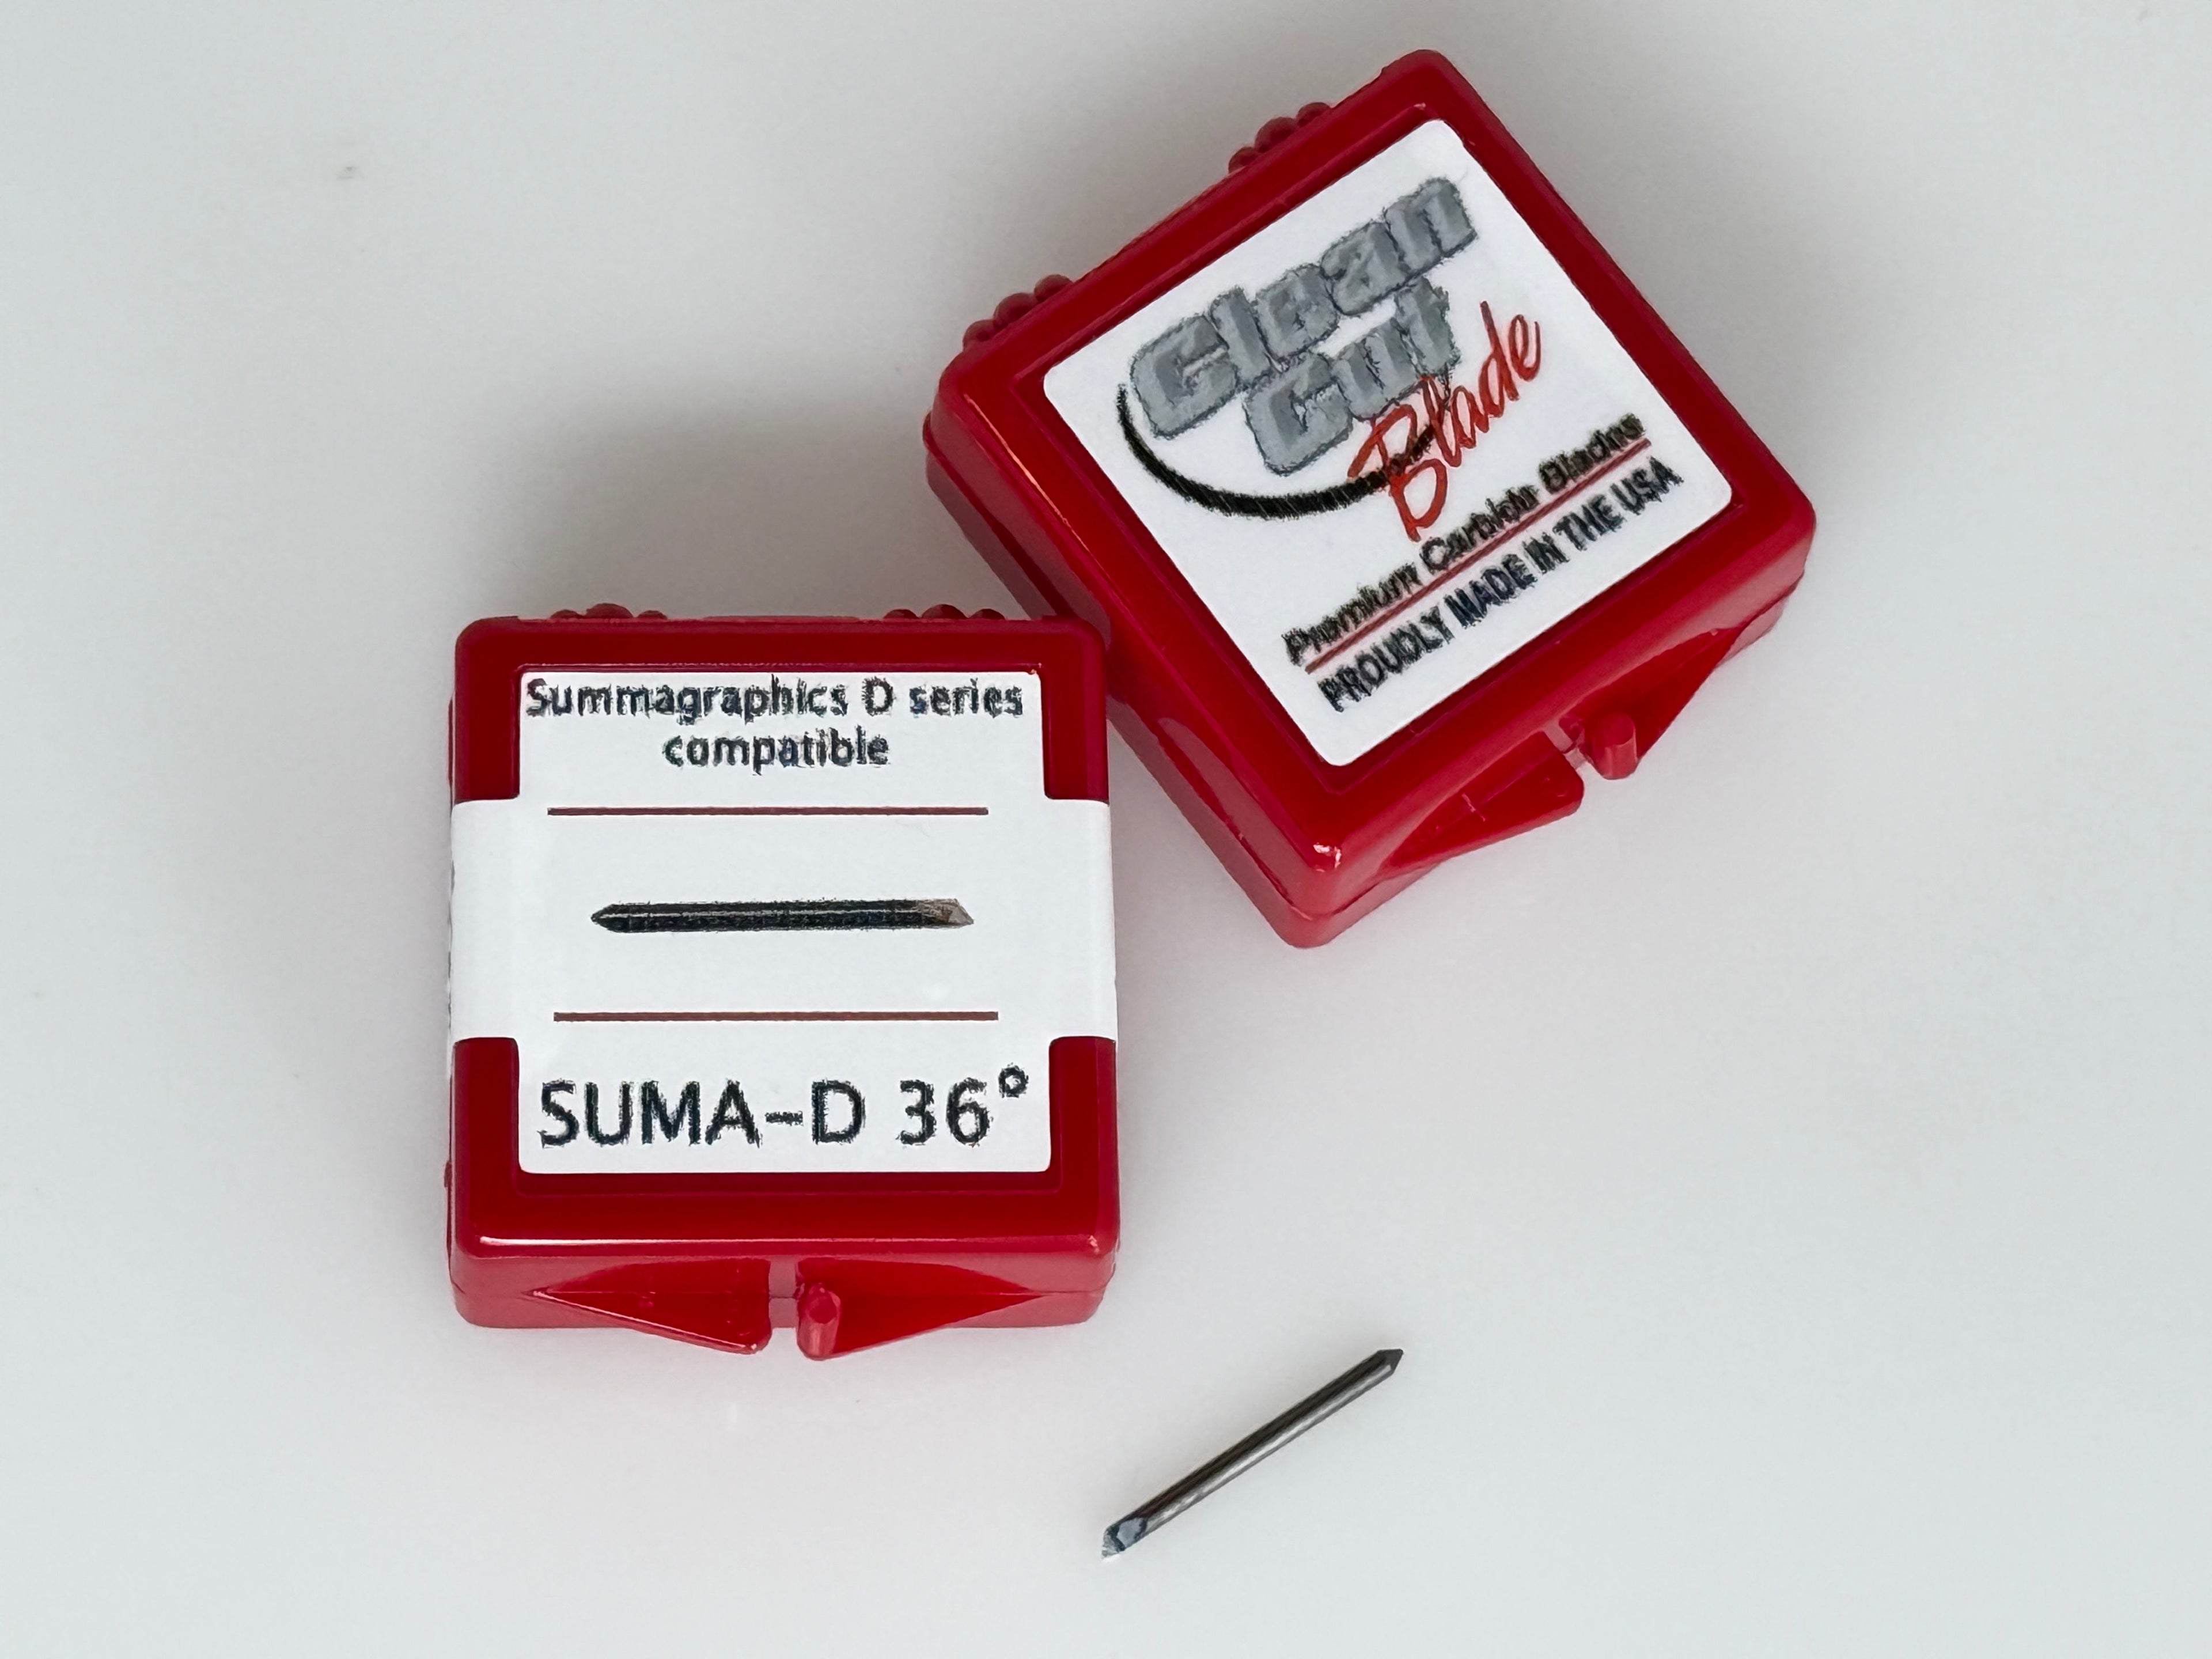 Clean
Cut
Blade
Premium Carbide Blades
PROUDLY MADE IN THE USA
Summagraphics D series
compatible
SUMA-D 36°